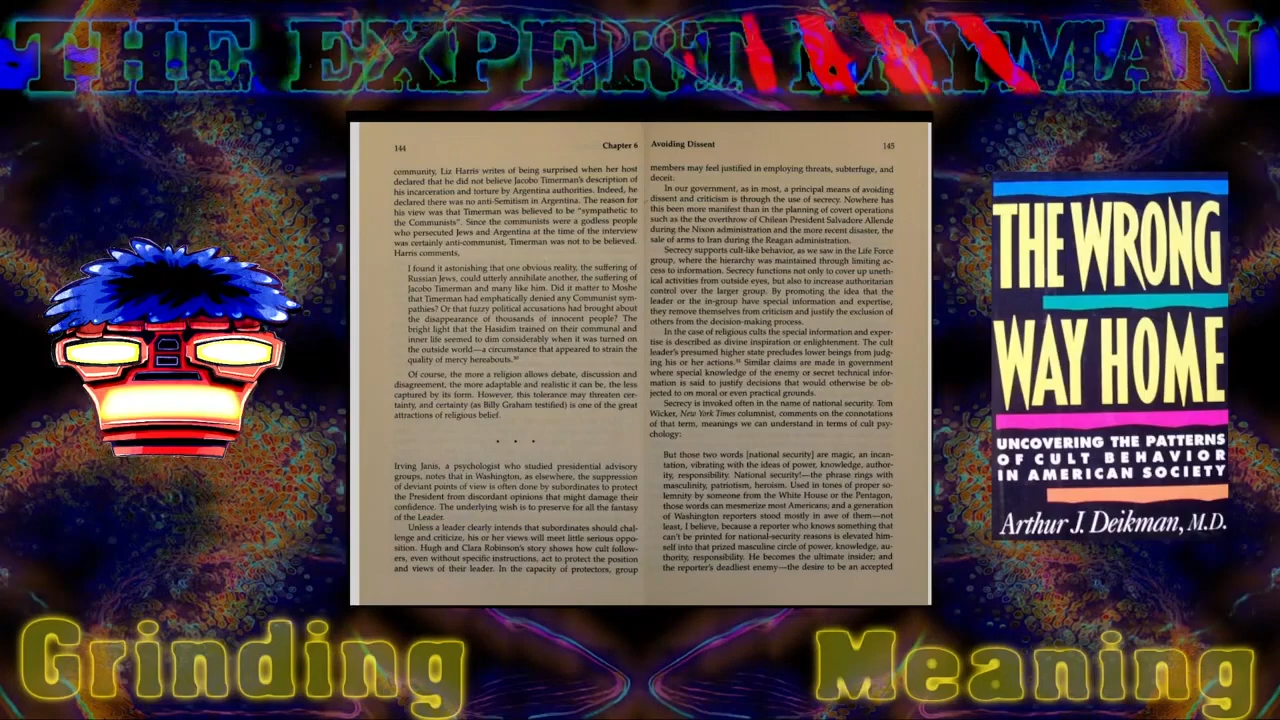 THE EXPERT LAYMAN
144 Chapter 6
community, Liz Harris writes of being surprised when her host
declared that he did not believe Jacobo Timerman's description of
his incarceration and torture by Argentina authorities. Indeed, he
declared there was no anti-Semitism in Argentina. The reason for
his view was that Timerman was believed to be "sympathetic to
the Communists". Since the communists were a godless people
who persecuted Jews and Argentina at the time of the interview
was certainly anti-communist, Timerman was not to be believed.
Harris comments,
I found it astonishing that one obvious reality, the suffering of
Russian Jews, could utterly annihilate another, the suffering of
Jacobo Timerman and many like him. Did it matter to Moshe
that Timerman had emphatically denied any Communist sym-
pathies? Or that fuzzy political accusations had brought about
the disappearance of thousands of innocent people? The
bright light that the Hasidim trained on their communal and
inner life seemed to dim considerably when it was turned on
the outside world—a circumstance that appeared to strain the
quality of mercy hereabouts.30
Of course, the more a religion allows debate, discussion and
disagreement, the more adaptable and realistic it can be, the less
captured by its form. However, this tolerance may threaten cer-
tainty, and certainty (as Billy Graham testified) is one of the great
attractions of religious belief.
• • •
Irving Janis, a psychologist who studied presidential advisory
groups, notes that in Washington, as elsewhere, the suppression
of deviant points of view is often done by subordinates to protect
the President from discordant opinions that might damage their
confidence. The underlying wish is to preserve for all the fantasy
of the Leader.
Unless a leader clearly intends that subordinates should chal-
lenge and criticize, his or her views will meet little serious oppo-
sition. Hugh and Clara Robinson's story shows how cult follow-
ers, even without specific instructions, act to protect the position
and views of their leader. In the capacity of protectors, group
Avoiding Dissent 145
members may feel justified in employing threats, subterfuge, and
deceit.
In our government, as in most, a principal means of avoiding
dissent and criticism is through the use of secrecy. Nowhere has
this been more manifest than in the planning of covert operations
such as the the overthrow of Chilean President Salvadore Allende
during the Nixon administration and the more recent disaster, the
sale of arms to Iran during the Reagan administration.
Secrecy supports cult-like behavior, as we saw in the Life Force
group, where the hierarchy was maintained through limiting ac-
cess to information. Secrecy functions not only to cover up uneth-
ical activities from outside eyes, but also to increase authoritarian
control over the larger group. By promoting the idea that the
leader or the in-group have special information and expertise,
they remove themselves from criticism and justify the exclusion of
others from the decision-making process.
In the case of religious cults the special information and exper-
tise is described as divine inspiration or enlightenment. The cult
leader's presumed higher state precludes lower beings from judg-
ing his or her actions.31 Similar claims are made in government
where special knowledge of the enemy or secret technical infor-
mation is said to justify decisions that would otherwise be ob-
jected to on moral or even practical grounds.
Secrecy is invoked often in the name of national security. Tom
Wicker, New York Times columnist, comments on the connotations
of that term, meanings we can understand in terms of cult psy-
chology:
But those two words [national security] are magic, an incan-
tation, vibrating with the ideas of power, knowledge, author-
ity, responsibility. National security!—the phrase rings with
masculinity, patriotism, heroism. Used in tones of proper so-
lemnity by someone from the White House or the Pentagon,
those words can mesmerize most Americans; and a generation
of Washington reporters stood mostly in awe of them—not
least, I believe, because a reporter who knows something that
can't be printed for national-security reasons is elevated him-
self into that prized masculine circle of power, knowledge, au-
thority, responsibility. He becomes the ultimate insider; and
the reporter's deadliest enemy—the desire to be an accepted
THE WRONG
WAY HOME
UNCOVERING THE PATTERNS
OF CULT BEHAVIOR
IN AMERICAN SOCIETY
Arthur J. Deikman, M.D.
Grinding Meaning